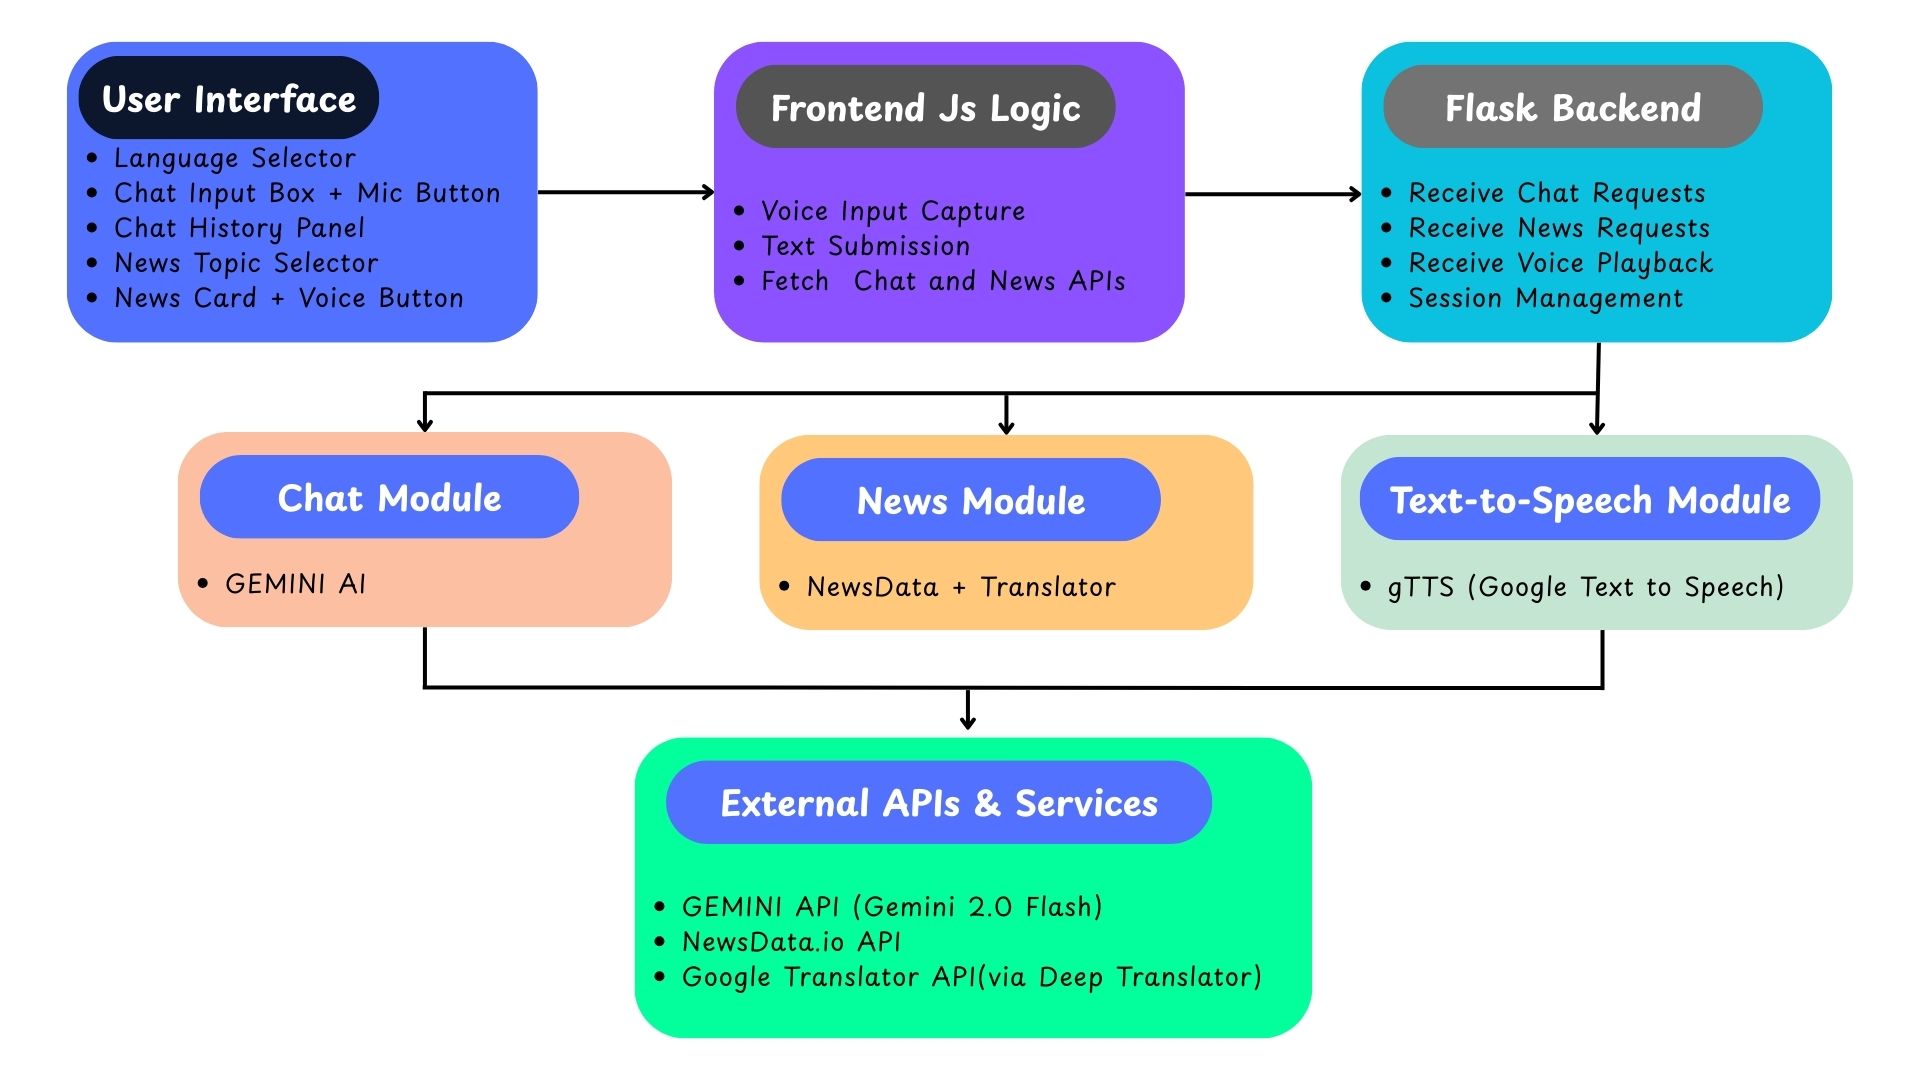 User Interface
• Language Selector
• Chat Input Box + Mic Button
• Chat History Panel
• News Topic Selector
• News Card + Voice Button
Frontend Js Logic
• Voice Input Capture
• Text Submission
• Fetch  Chat and News APIs
Flask Backend
• Receive Chat Requests
• Receive News Requests
• Receive Voice Playback
• Session Management
Chat Module
• GEMINI AI
News Module
• NewsData + Translator
Text-to-Speech Module
• gTTS (Google Text to Speech)
External APIs & Services
• GEMINI API (Gemini 2.0 Flash)
• NewsData.io API
• Google Translator API(via Deep Translator)